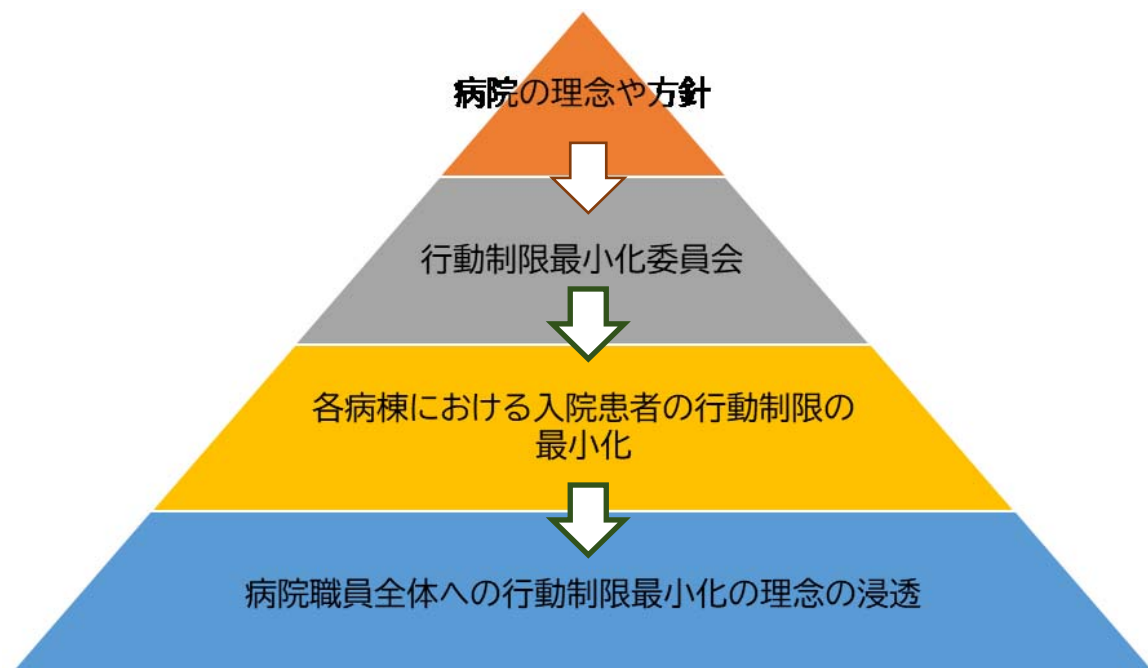 病院の理念や方針
行動制限最小化委員会
各病棟における入院患者の行動制限の
最小化
病院職員全体への行動制限最小化の理念の浸透